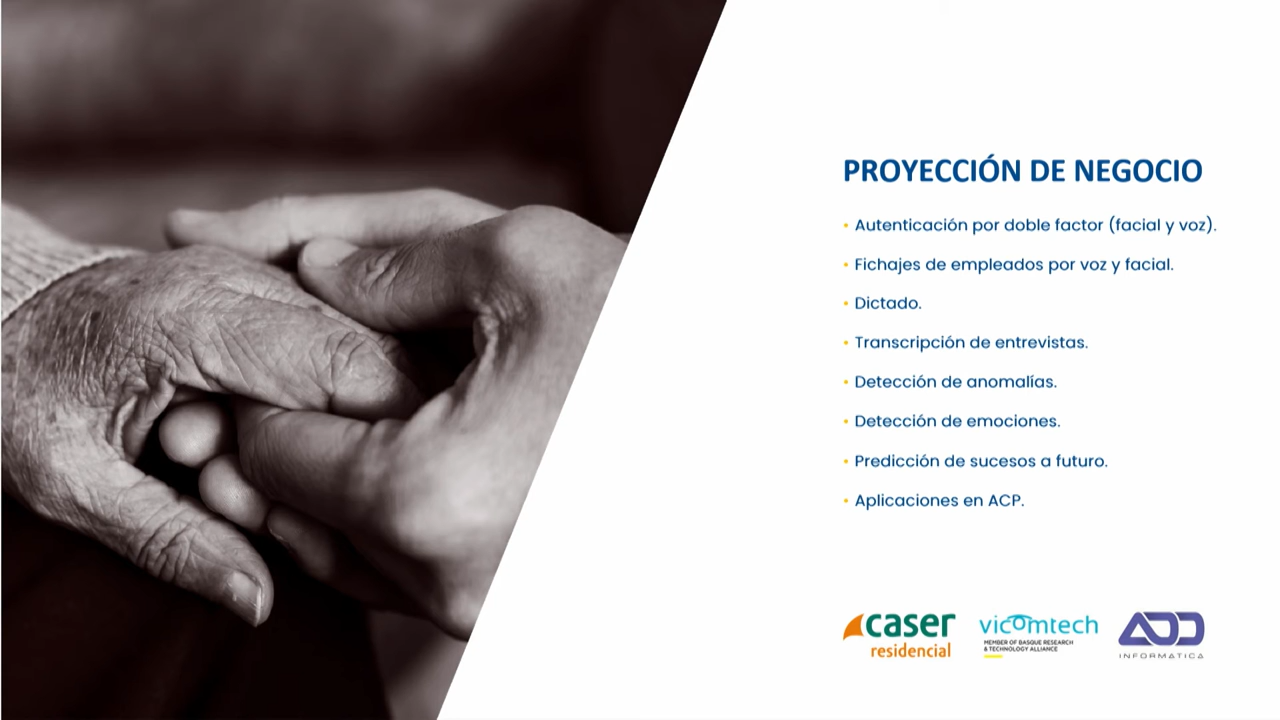 PROYECCIÓN DE NEGOCIO
• Autenticación por doble factor (facial y voz).
• Fichajes de empleados por voz y facial.
• Dictado.
• Transcripción de entrevistas.
• Detección de anomalías.
• Detección de emociones.
• Predicción de sucesos a futuro.
• Aplicaciones en ACP.
caser
residencial
vicomtech
MEMBER OF BASQUE RESEARCH
& TECHNOLOGY ALLIANCE
ADD
INFORMATICA